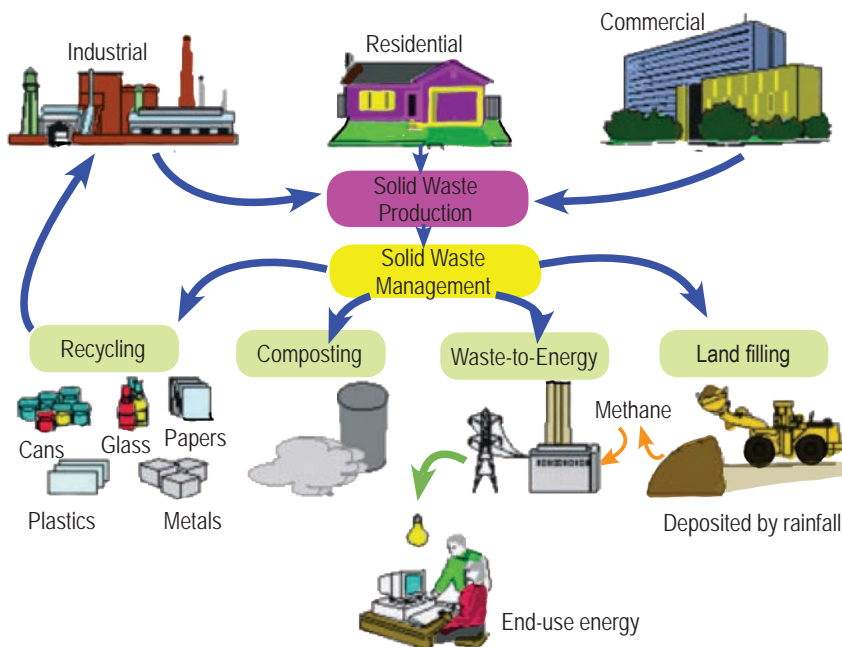 Industrial
Residential
Commercial
Solid Waste
Production
Solid Waste
Management
Recycling
Composting
Waste-to-Energy
Land filling
Cans
Glass
Papers
Plastics
Metals
Methane
Deposited by rainfall
End-use energy